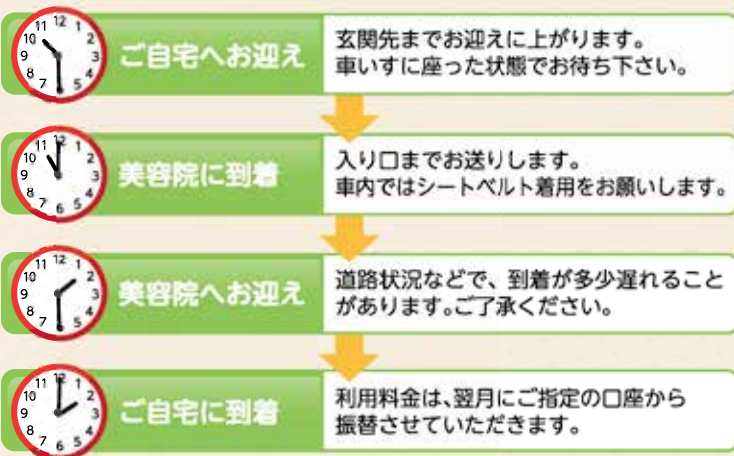 ご自宅へお迎え
玄関先までお迎えに上がります。
車いすに座った状態でお待ち下さい。
美容院に到着
入り口までお送りします。
車内ではシートベルト着用をお願いします。
美容院へお迎え
道路状況などで、到着が多少遅れること
があります。ご了承ください。
ご自宅に到着
利用料金は、翌月にご指定の口座から
振替させていただきます。